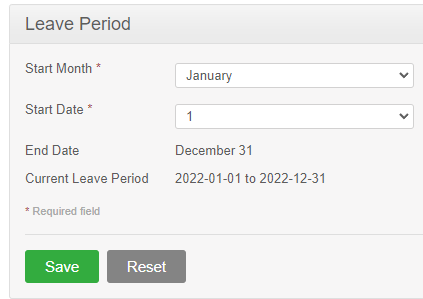 Leave Period
Start Month * January
Start Date * 1
End Date December 31
Current Leave Period 2022-01-01 to 2022-12-31
* Required field
Save Reset